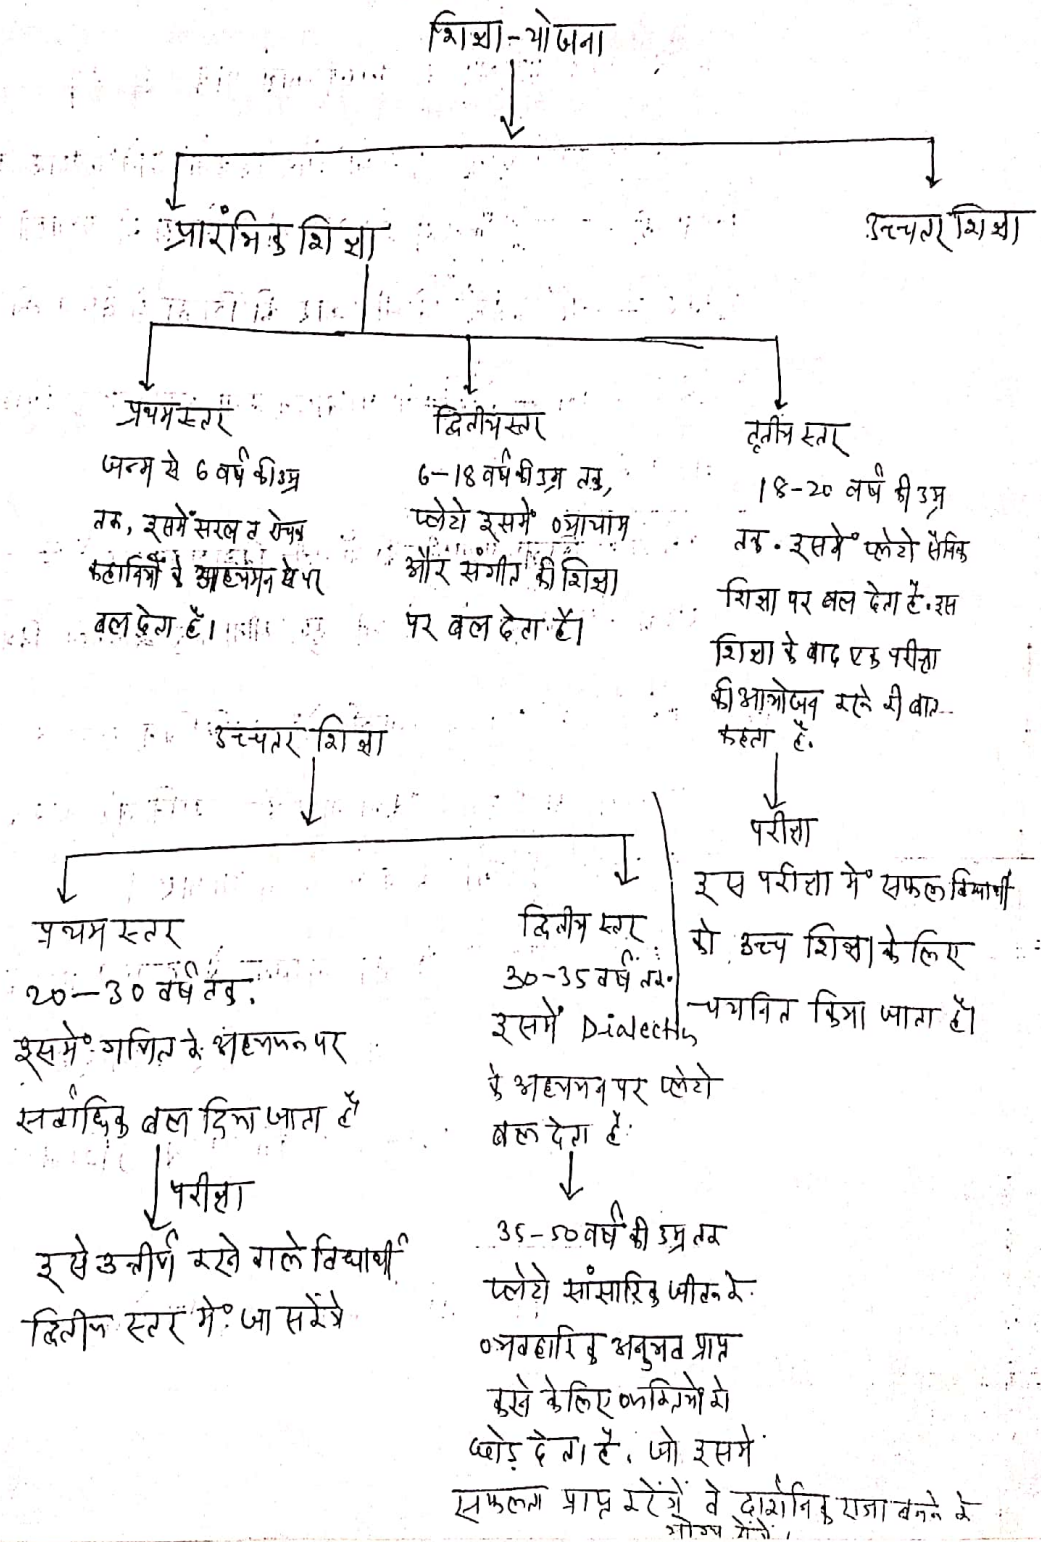 शिक्षा-योजना
प्रारंभिक शिक्षा
उच्चतर शिक्षा
प्रथम स्तर
जन्म से 6 वर्ष की उम्र
तक, इसमें सरल व रोचक
कहानियों के अध्ययन पर
बल देता है।
द्वितीय स्तर
6-18 वर्ष की उम्र तक,
प्लेटो इसमें व्यायाम
और संगीत की शिक्षा
पर बल देता है।
तृतीय स्तर
18-20 वर्ष की उम्र
तक. इसमें प्लेटो सैनिक
शिक्षा पर बल देता है. इस
शिक्षा के बाद एक परीक्षा
की आयोजन करने की बात
कहता है.
परीक्षा
इस परीक्षा में सफल विद्यार्थी
को उच्च शिक्षा के लिए
चयनित किया जाता है।
उच्चतर शिक्षा
प्रथम स्तर
20-30 वर्ष तक.
इसमें गणित के अध्ययन पर
सर्वाधिक बल दिया जाता है
परीक्षा
इसे उत्तीर्ण करने वाले विद्यार्थी
द्वितीय स्तर में जा सकेंगे
द्वितीय स्तर
30-35 वर्ष तक.
इसमें Dialectic
के अध्ययन पर प्लेटो
बल देता है.
35-50 वर्ष की उम्र तक
प्लेटो सांसारिक जीवन के
व्यवहारिक अनुभव प्राप्त
करने के लिए व्यक्तियों को
छोड़ देता है. जो इसमें
सफलता प्राप्त करेंगें वे दार्शनिक राजा बनने के
योग्य होंगें.